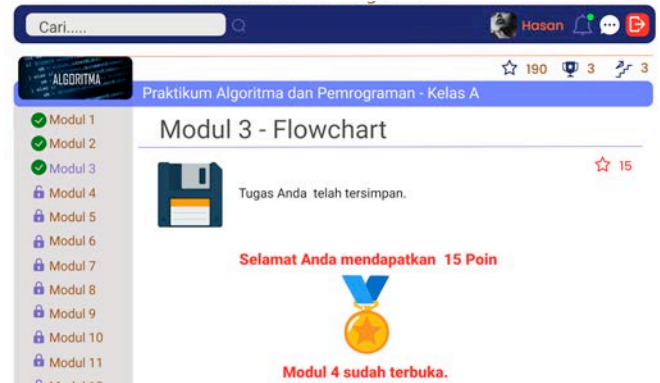 Cari.....
Hasan
ALGORITMA
190 3 3
Praktikum Algoritma dan Pemrograman - Kelas A
Modul 1
Modul 2
Modul 3
Modul 4
Modul 5
Modul 6
Modul 7
Modul 8
Modul 9
Modul 10
Modul 11
Modul 3 - Flowchart
15
Tugas Anda telah tersimpan.
Selamat Anda mendapatkan 15 Poin
Modul 4 sudah terbuka.